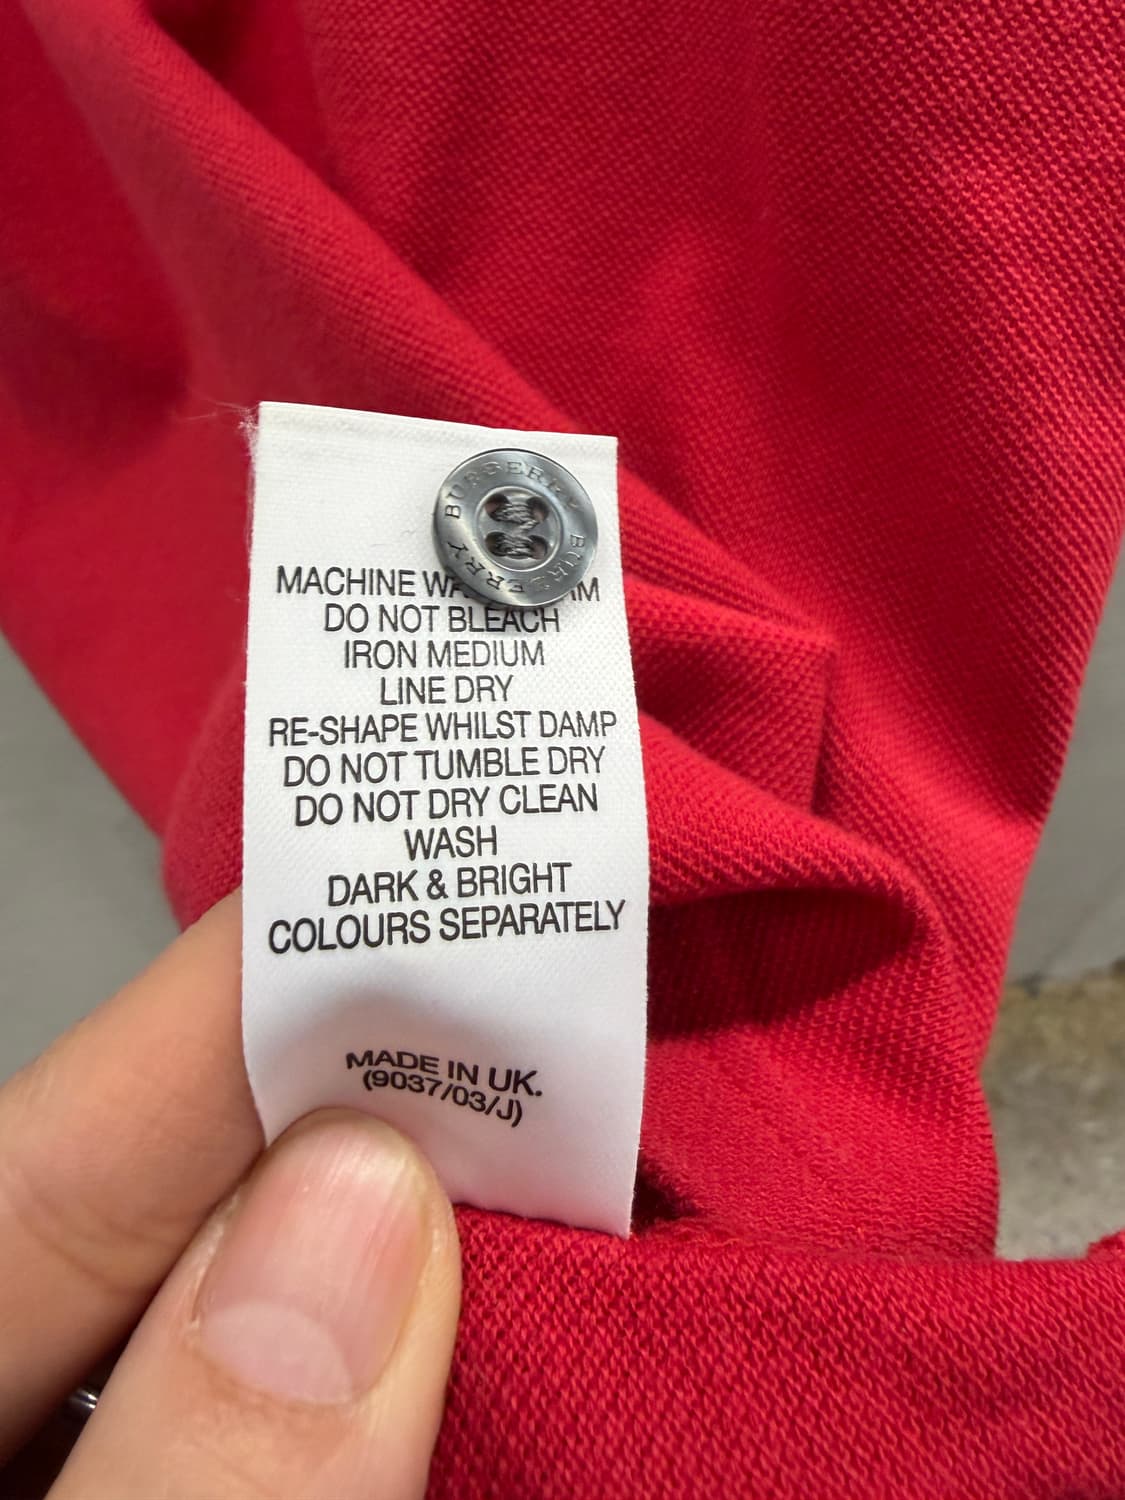 BURBERRY BURBERRY
MACHINE
DO NOT BLEACH
IRON MEDIUM
LINE DRY
RE-SHAPE WHILST DAMP
DO NOT TUMBLE DRY
DO NOT DRY CLEAN
WASH
DARK & BRIGHT
COLOURS SEPARATELY
MADE IN UK.
(9037/03/J)